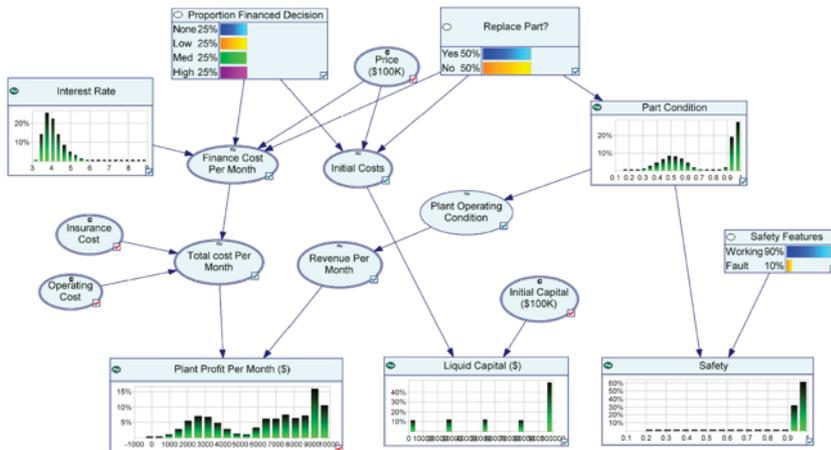 Proportion Financed Decision
None 25%
Low 25%
Med 25%
High 25%
Replace Part?
Yes 50%
No 50%
Price
($100K)
Interest Rate
20%
10%
3 4 5 6 7 8 9
Part Condition
20%
10%
0.1 0.2 0.3 0.4 0.5 0.6 0.7 0.8 0.9 1
Finance Cost
Per Month
Initial Costs
Plant Operating
Condition
Insurance
Cost
Safety Features
Working 90%
Fault 10%
Total cost Per
Month
Revenue Per
Month
Operating
Cost
Initial Capital
($100K)
Plant Profit Per Month ($)
15%
10%
5%
-1000 0 1000 2000 3000 4000 5000 6000 7000 8000 9000
Liquid Capital ($)
40%
30%
20%
10%
Safety
60%
50%
40%
30%
20%
10%
0.1 0.2 0.3 0.4 0.5 0.6 0.7 0.8 0.9 1